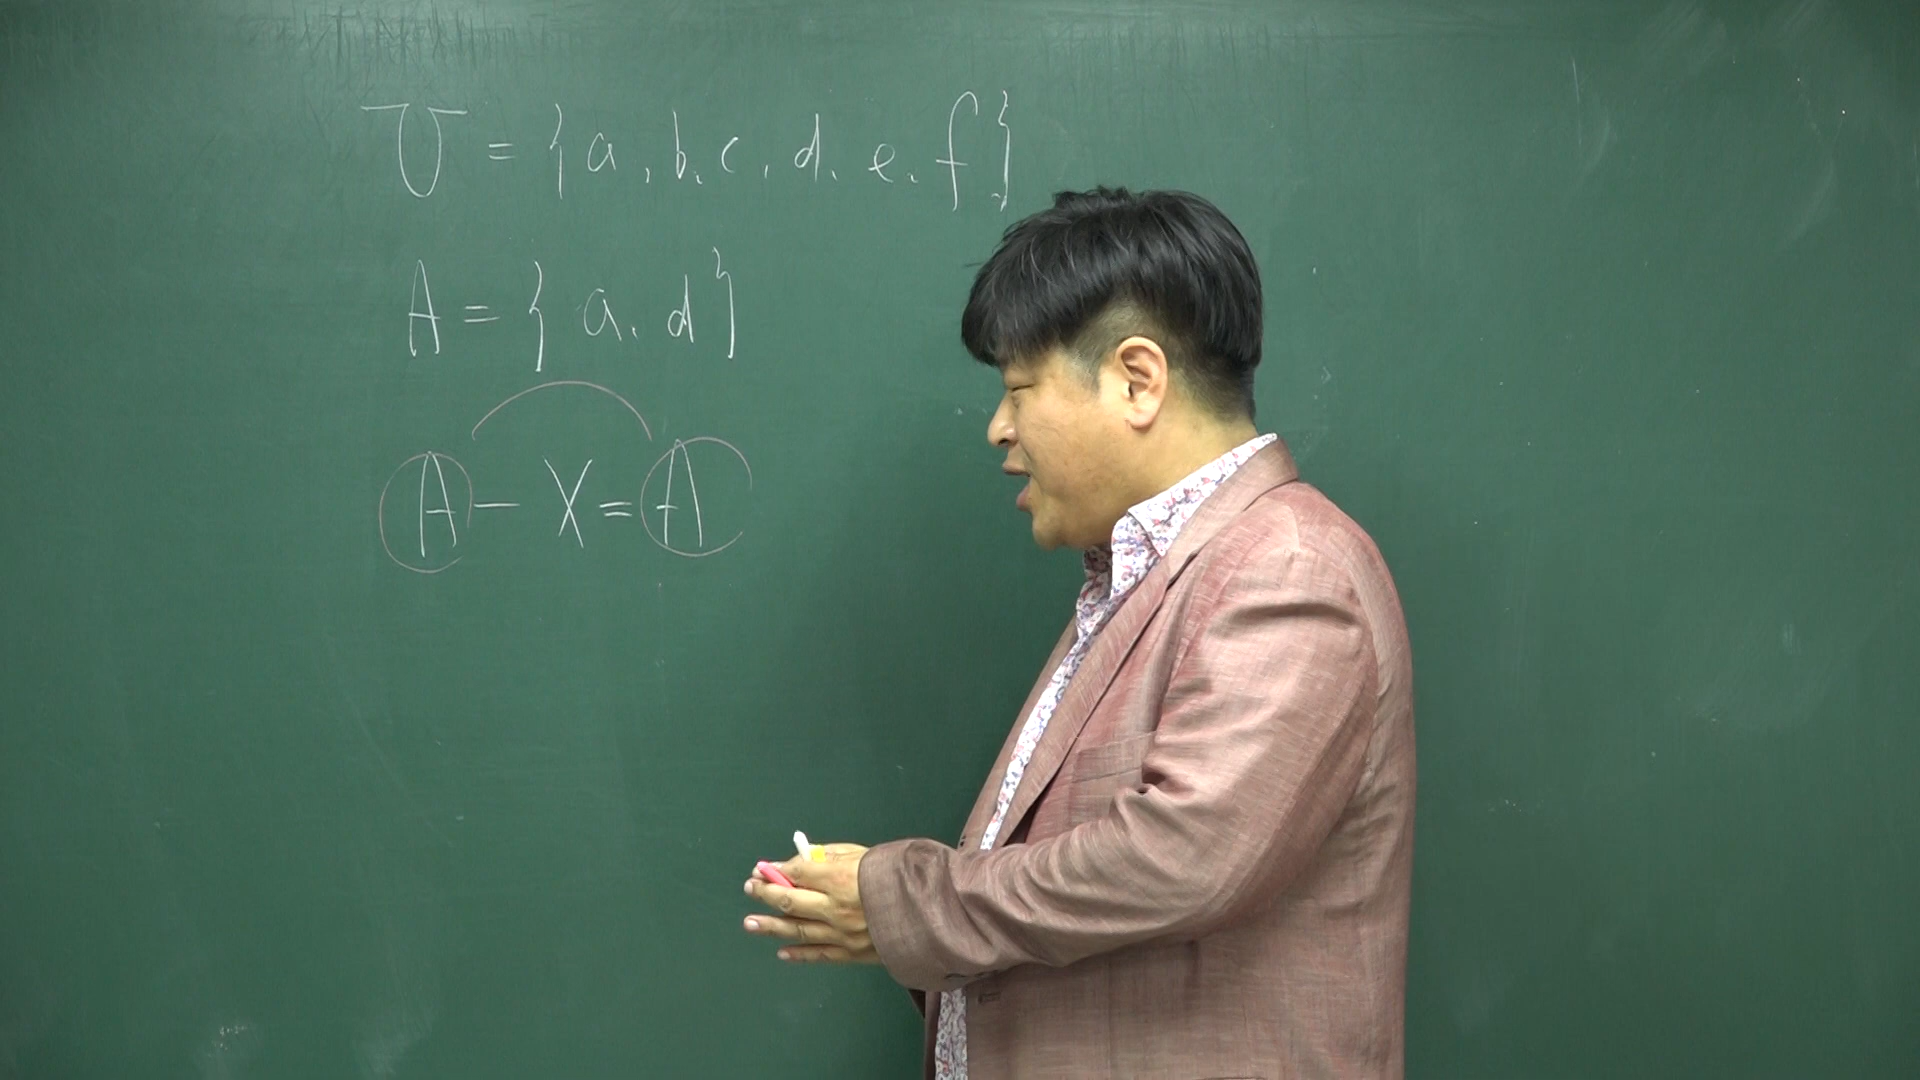 U = {a, b, c, d, e, f}
A = {a, d}
A - X = A